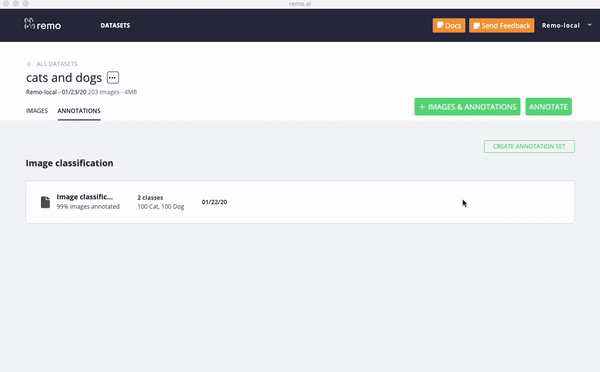 remo.ai
remo DATASETS Docs Send Feedback Remo-local
← ALL DATASETS
cats and dogs ...
Remo-local - 01/23/20 203 Images - 4MB
IMAGES ANNOTATIONS + IMAGES & ANNOTATIONS ANNOTATE
CREATE ANNOTATION SET
Image classification
Image classific... 2 classes 01/22/20
99% images annotated 100 Cat, 100 Dog